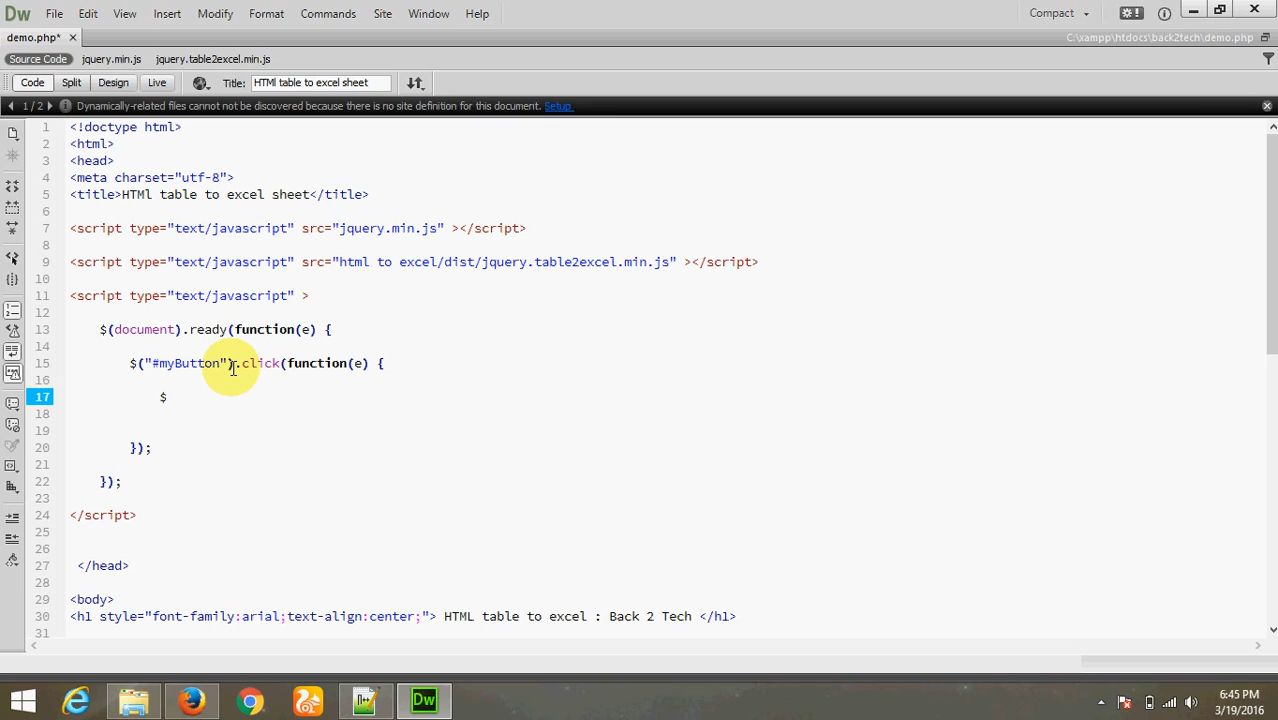 Dw File Edit View Insert Modify Format Commands Site Window Help Compact
demo.php* C:\xampp\htdocs\back2tech\demo.php
Source Code jquery.min.js jquery.table2excel.min.js
Code Split Design Live Title: HTMl table to excel sheet
1 / 2 Dynamically-related files cannot not be discovered because there is no site definition for this document. Setup
1 <!doctype html>
2 <html>
3 <head>
4 <meta charset="utf-8">
5 <title>HTMl table to excel sheet</title>
6
7 <script type="text/javascript" src="jquery.min.js" ></script>
8
9 <script type="text/javascript" src="html to excel/dist/jquery.table2excel.min.js" ></script>
10
11 <script type="text/javascript" >
12
13 $(document).ready(function(e) {
14
15 $("#myButton").click(function(e) {
16
17 $
18
19
20 });
21
22 });
23
24 </script>
25
26
27 </head>
28
29 <body>
30 <h1 style="font-family:arial;text-align:center;"> HTML table to excel : Back 2 Tech </h1>
31
Dw 6:45 PM
3/19/2016